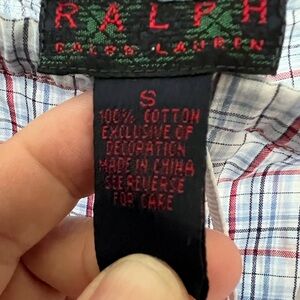 RALPH
RALPH LAUREN
S
100% COTTON
EXCLUSIVE OF
DECORATION
MADE IN CHINA
SEE REVERSE
FOR CARE